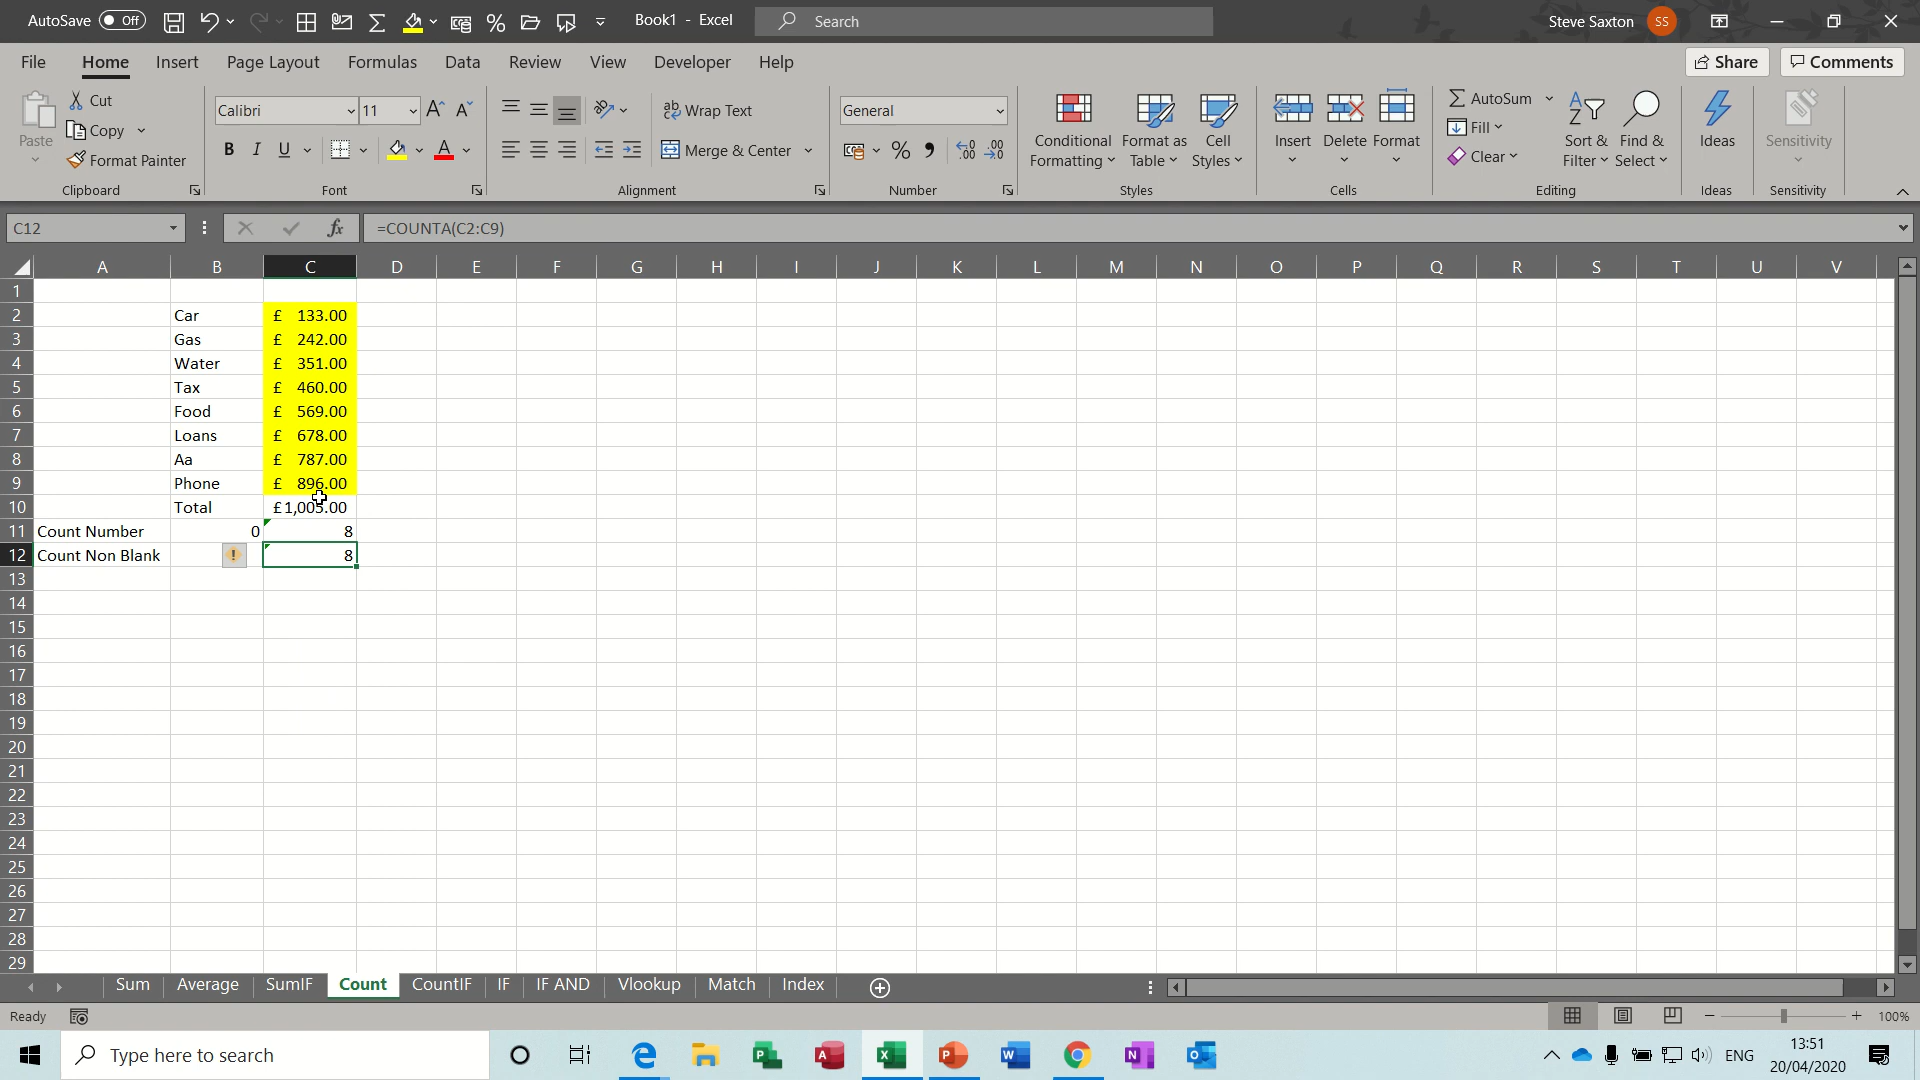 AutoSave Off Book1 - Excel Search Steve Saxton SS
File Home Insert Page Layout Formulas Data Review View Developer Help Share Comments
Paste Cut Copy Format Painter Clipboard
Calibri 11 A A B I U A Font
ab Wrap Text Merge & Center Alignment
General % , Number
Conditional Formatting Format as Table Cell Styles Styles
Insert Delete Format Cells
AutoSum Fill Clear Sort & Filter Find & Select Editing
Ideas Ideas
Sensitivity Sensitivity
C12 fx =COUNTA(C2:C9)
A B C D E F G H I J K L M N O P Q R S T U V
1
2 Car £ 133.00
3 Gas £ 242.00
4 Water £ 351.00
5 Tax £ 460.00
6 Food £ 569.00
7 Loans £ 678.00
8 Aa £ 787.00
9 Phone £ 896.00
10 Total £1,005.00
11 Count Number 0 8
12 Count Non Blank 8
13
14
15
16
17
18
19
20
21
22
23
24
25
26
27
28
29
Sum Average SumIF Count CountIF IF IF AND Vlookup Match Index
Ready 100%
Type here to search ENG 13:51
20/04/2020